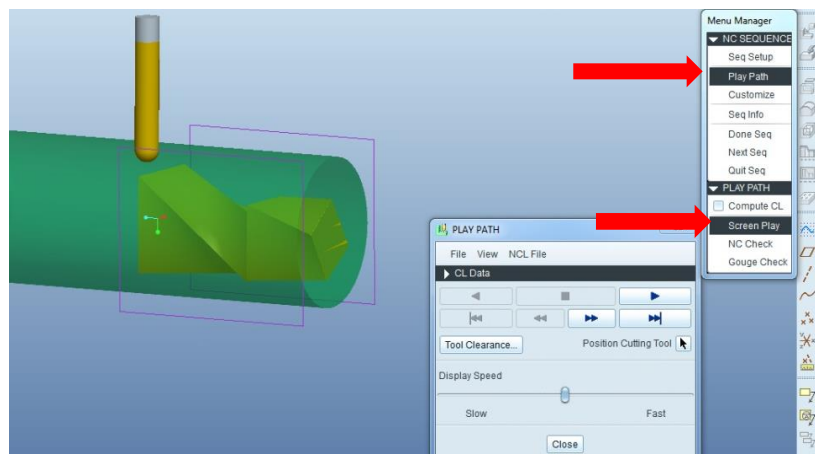 Menu Manager
NC SEQUENCE
Seq Setup
Play Path
Customize
Seq Info
Done Seq
Next Seq
Quit Seq
PLAY PATH
Compute CL
Screen Play
NC Check
Gouge Check
PLAY PATH
File View NCL File
CL Data
Tool Clearance...
Position Cutting Tool
Display Speed
Slow Fast
Close